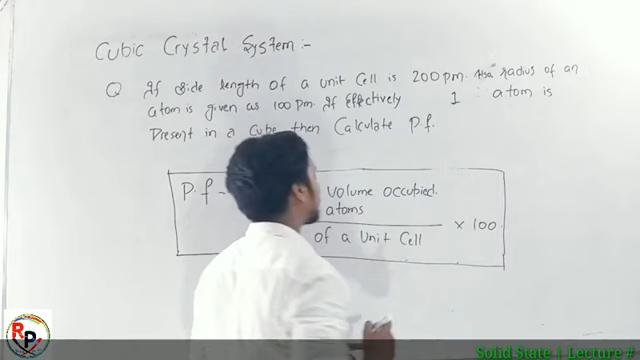 Cubic Crystal System :-
Q If side length of a unit cell is 200 pm. Also radius of an
atom is given as 100 pm. If Effectively 1 atom is
Present in a Cube then Calculate P.f.
P.f - volume occupied.
atoms
of a Unit Cell × 100
RP
Solid State | Lecture #